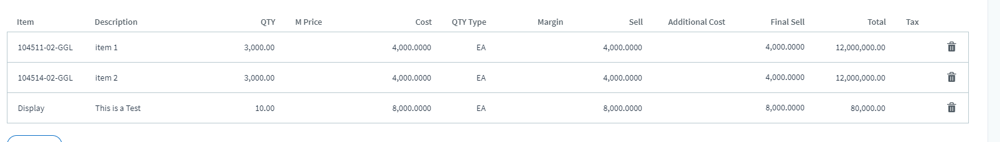 Item Description QTY M Price Cost QTY Type Margin Sell Additional Cost Final Sell Total Tax
104511-02-GGL item 1 3,000.00 4,000.0000 EA 4,000.0000 4,000.0000 12,000,000.00
104514-02-GGL item 2 3,000.00 4,000.0000 EA 4,000.0000 4,000.0000 12,000,000.00
Display This is a Test 10.00 8,000.0000 EA 8,000.0000 8,000.0000 80,000.00